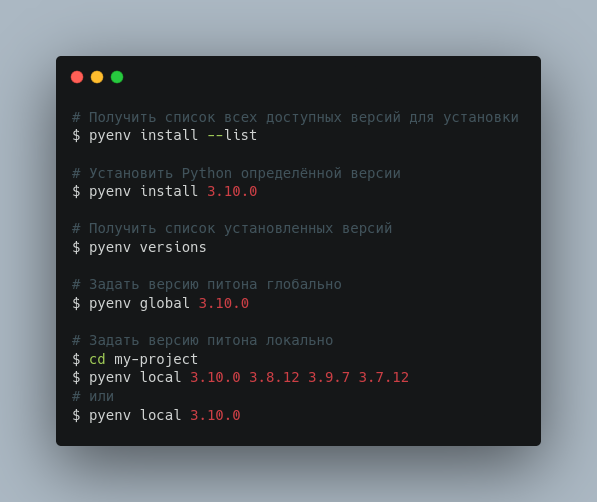 # Получить список всех доступных версий для установки
$ pyenv install --list
# Установить Python определённой версии
$ pyenv install 3.10.0
# Получить список установленных версий
$ pyenv versions
# Задать версию питона глобально
$ pyenv global 3.10.0
# Задать версию питона локально
$ cd my-project
$ pyenv local 3.10.0 3.8.12 3.9.7 3.7.12
# или
$ pyenv local 3.10.0